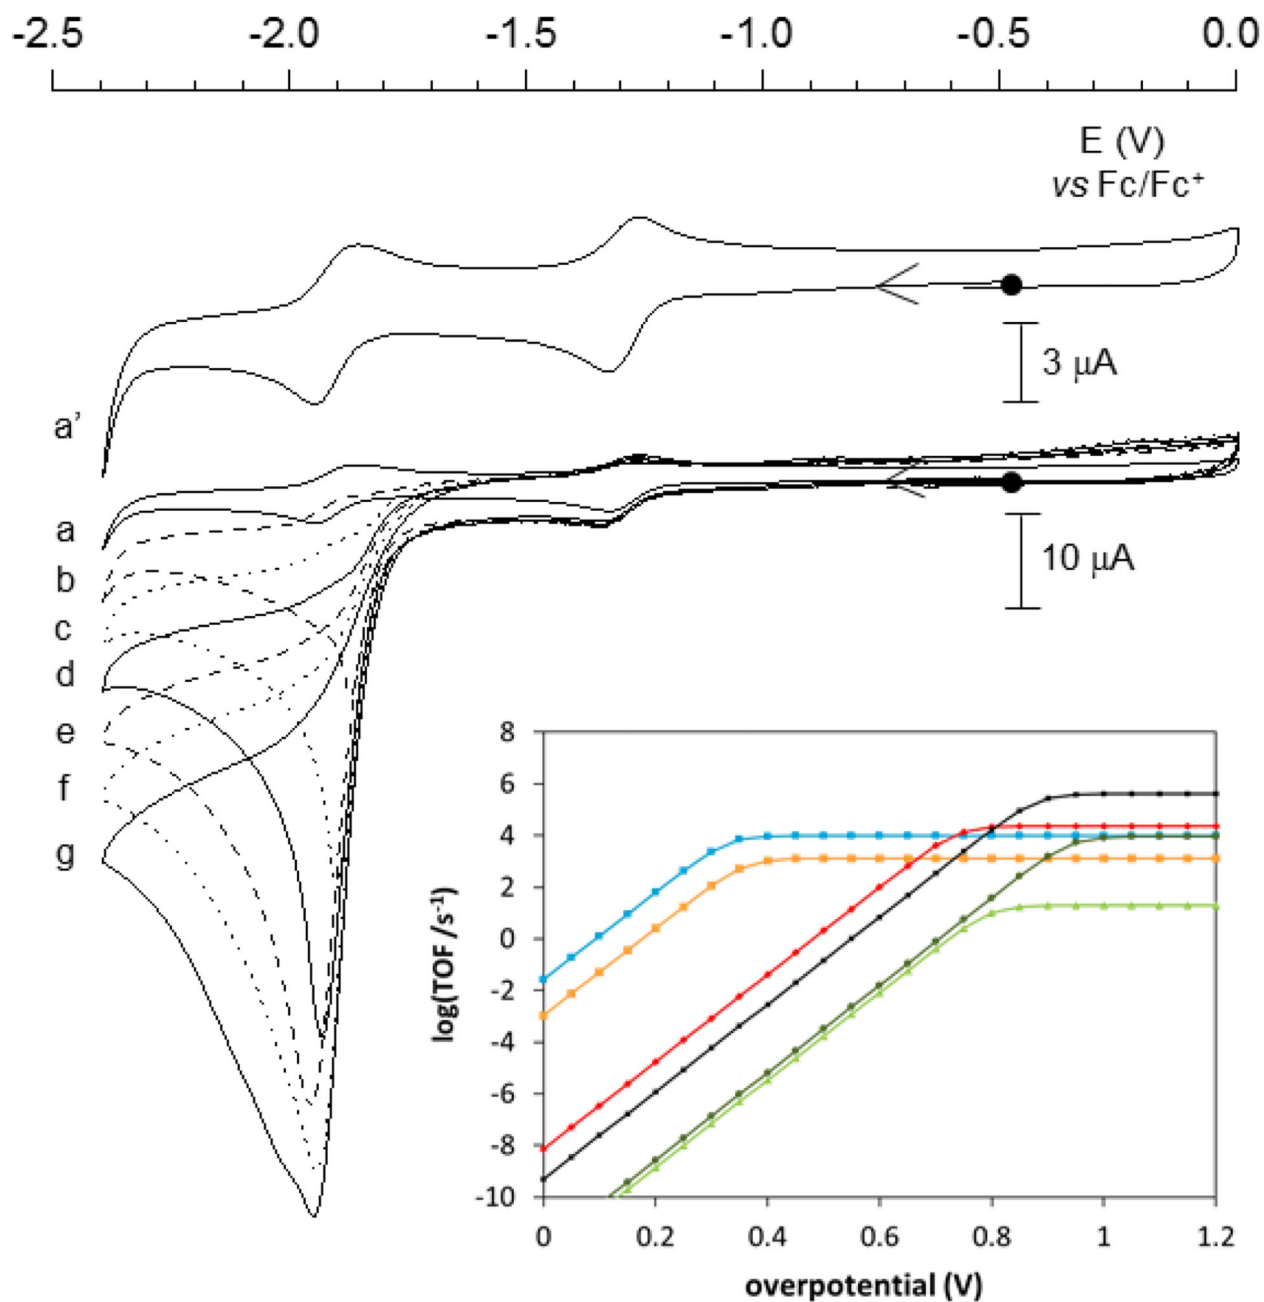 -2.5 -2.0 -1.5 -1.0 -0.5 0.0
E (V)
vs Fc/Fc⁺
3 μA
a’
a
10 μA
b
c
d
e
f
g
8
6
4
2
0
-2
-4
-6
-8
-10
log(TOF /s⁻¹)
0 0.2 0.4 0.6 0.8 1 1.2
overpotential (V)